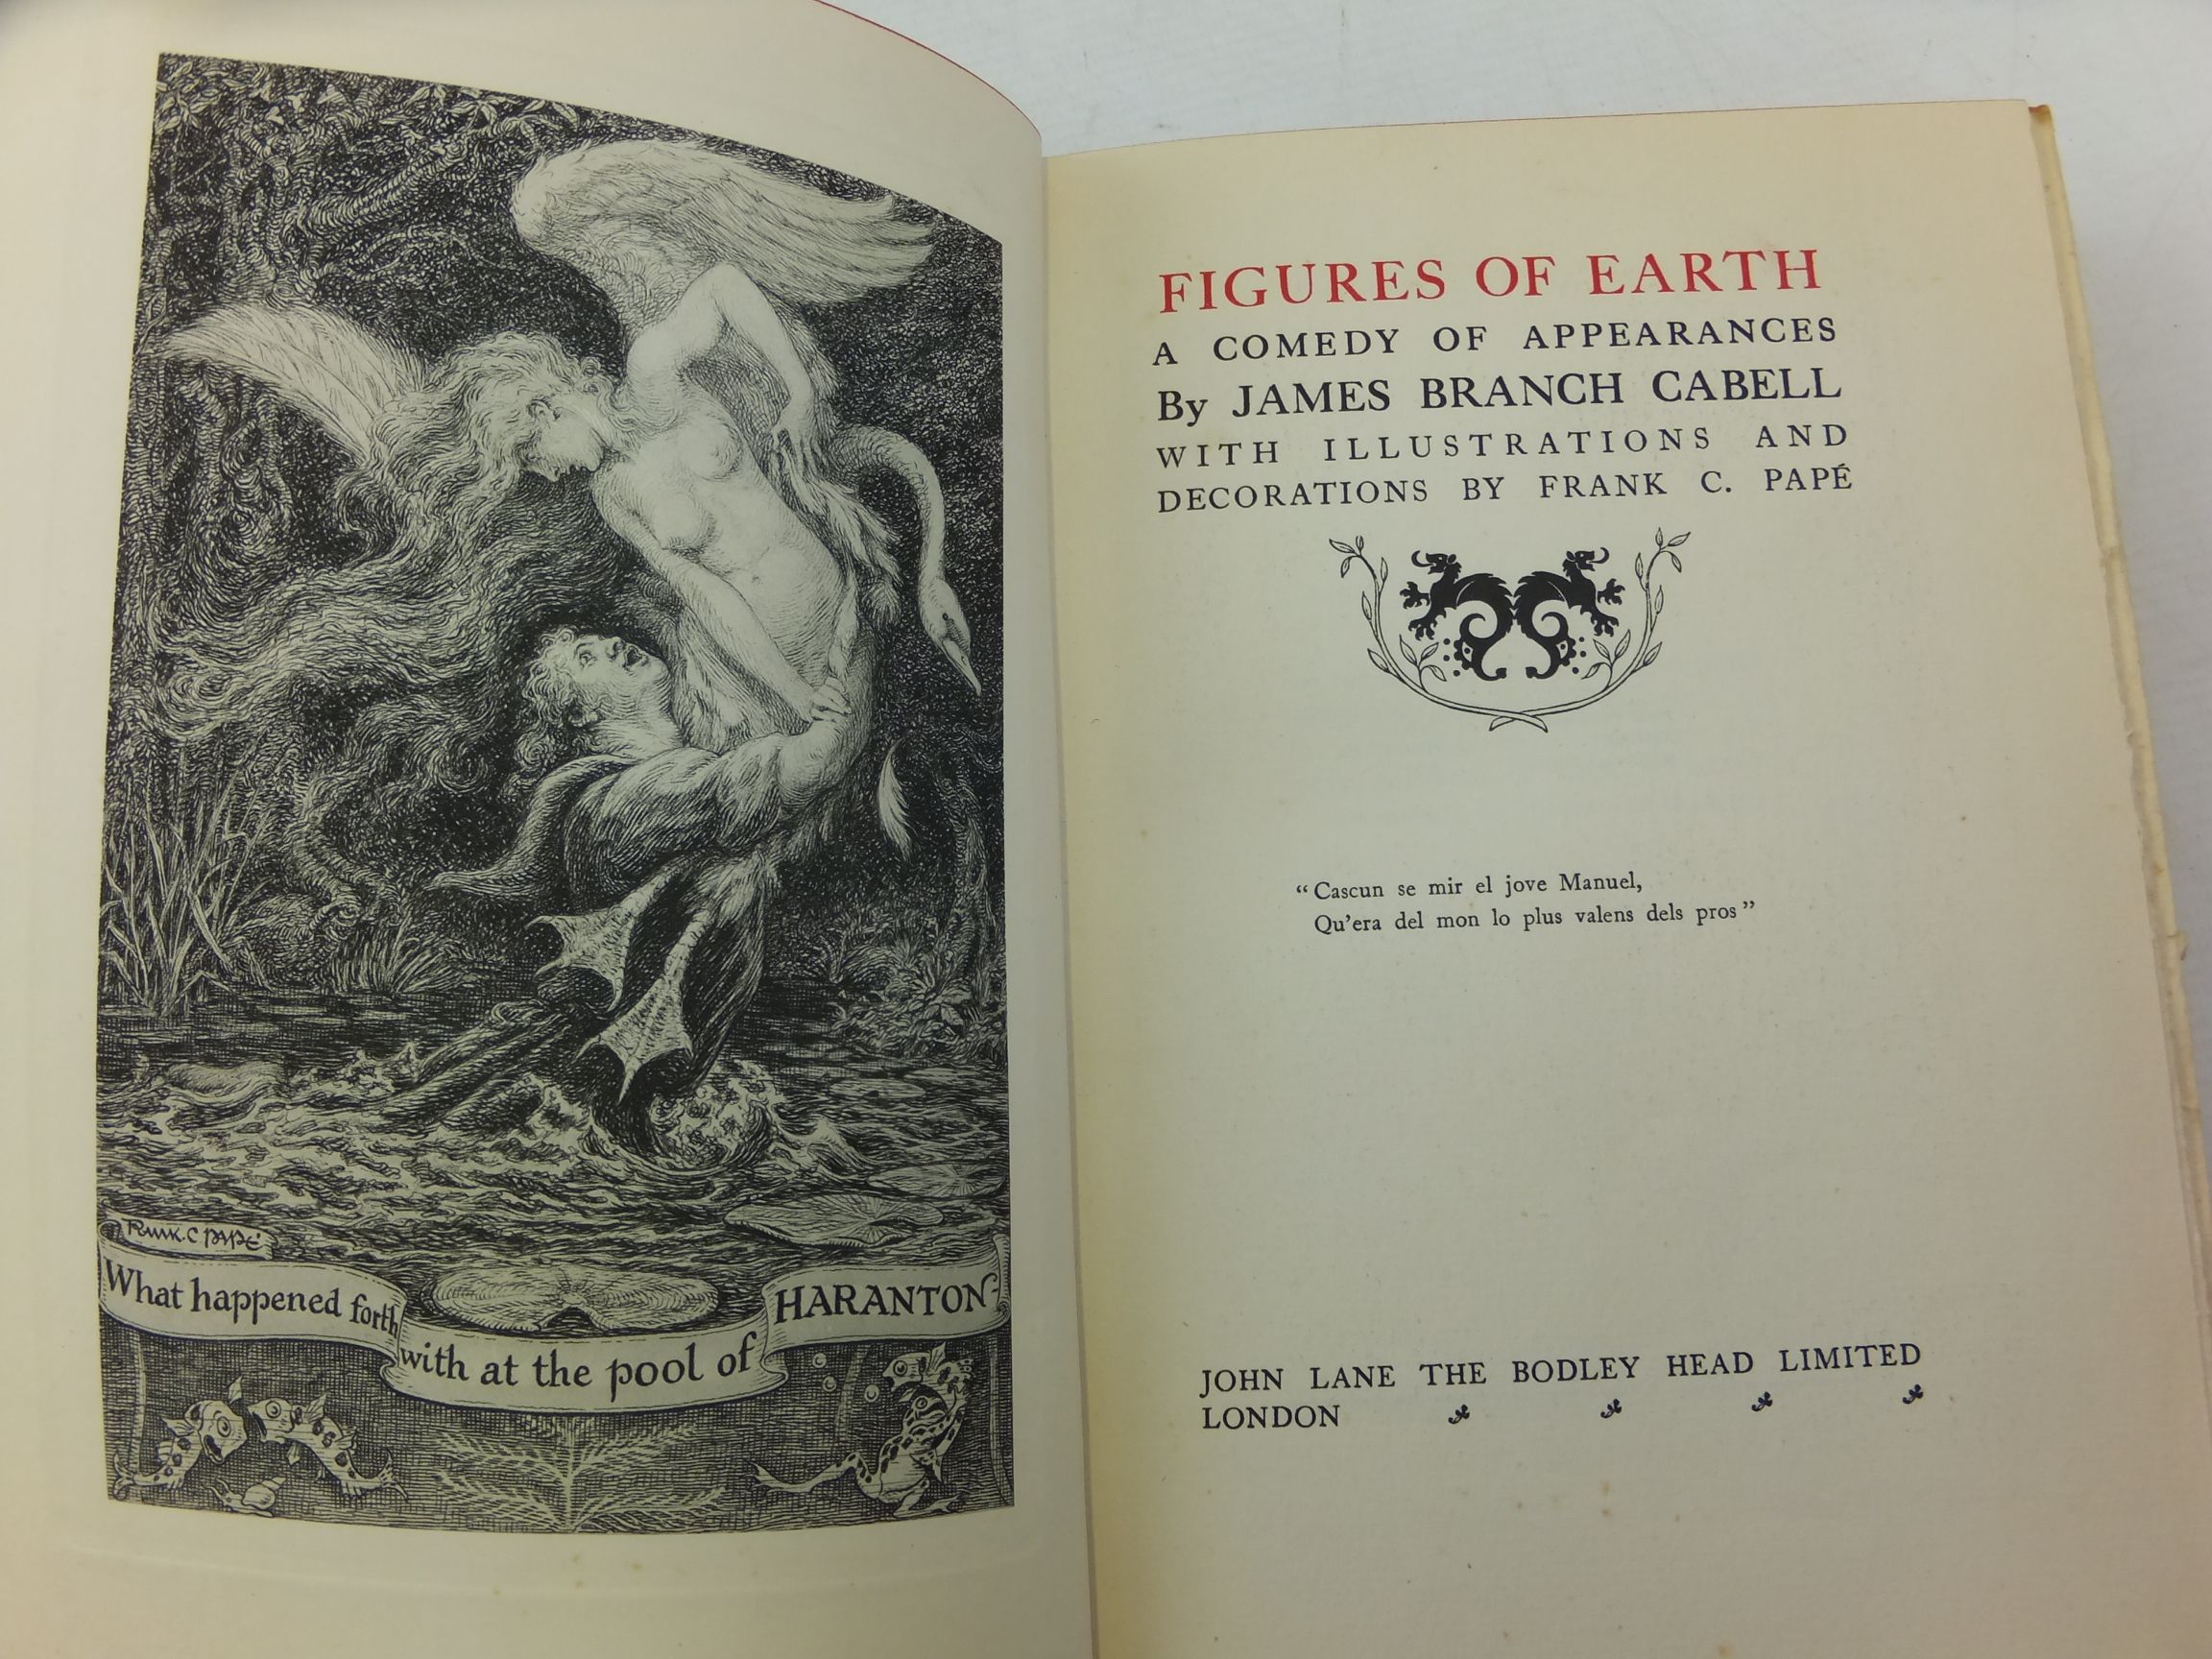 FRANK.C PAPÉ
What happened forth
with at the pool of
HARANTON-
FIGURES OF EARTH
A COMEDY OF APPEARANCES
By JAMES BRANCH CABELL
WITH ILLUSTRATIONS AND
DECORATIONS BY FRANK C. PAPÉ
“Cascun se mir el jove Manuel,
Qu'era del mon lo plus valens dels pros”
JOHN LANE THE BODLEY HEAD LIMITED
LONDON